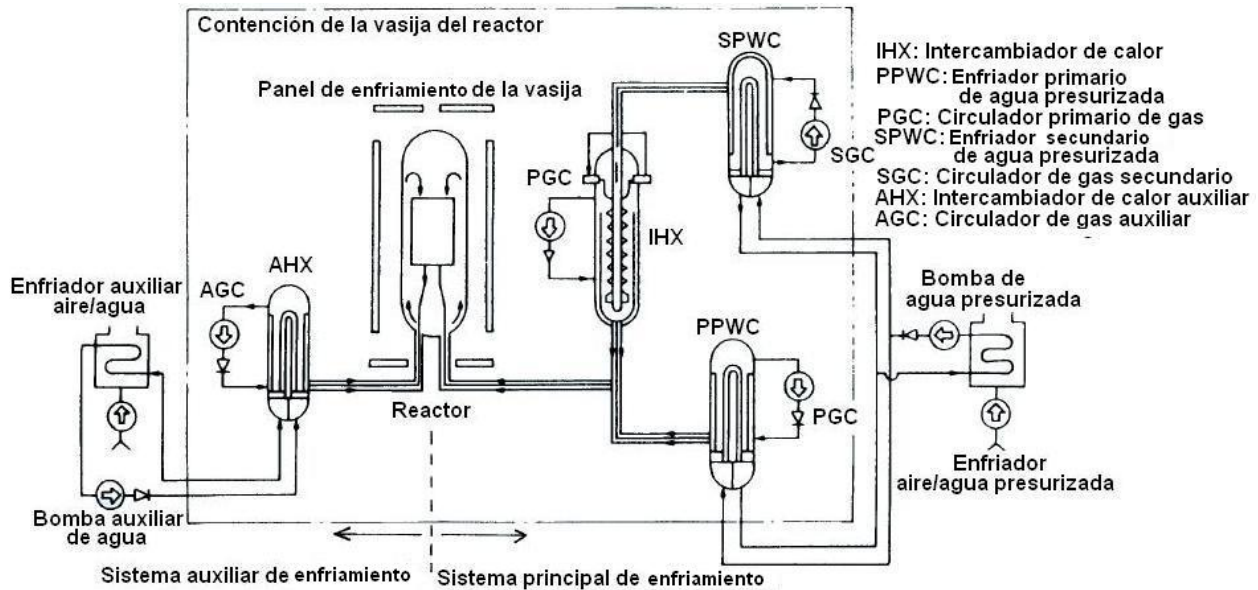 Contención de la vasija del reactor
Panel de enfriamiento de la vasija
SPWC
SGC
PGC
IHX
AHX
AGC
Enfriador auxiliar
aire/agua
PPWC
PGC
Reactor
Bomba auxiliar
de agua
Sistema auxiliar de enfriamiento
Sistema principal de enfriamiento
IHX: Intercambiador de calor
PPWC: Enfriador primario
de agua presurizada
PGC: Circulador primario de gas
SPWC: Enfriador secundario
de agua presurizada
SGC: Circulador de gas secundario
AHX: Intercambiador de calor auxiliar
AGC: Circulador de gas auxiliar
Bomba de
agua presurizada
Enfriador
aire/agua presurizada